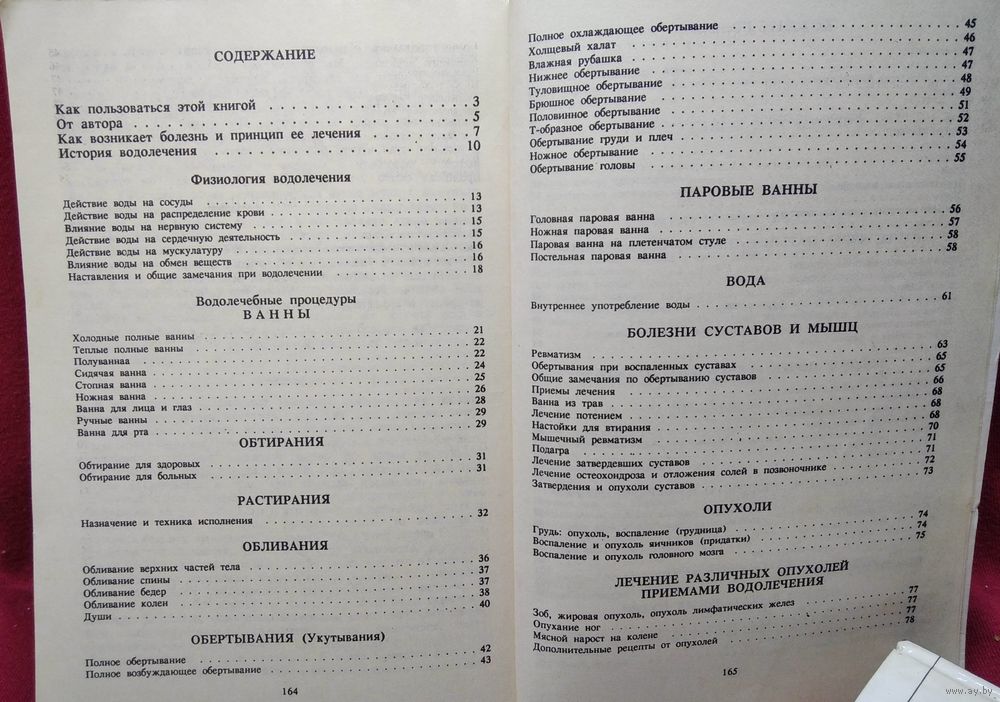 СОДЕРЖАНИЕ
Как пользоваться этой книгой . . . . . . . . . . . . . . 3
От автора . . . . . . . . . . . . . . . . . . . . . . 5
Как возникает болезнь и принцип ее лечения . . . . . . . 7
История водолечения . . . . . . . . . . . . . . . . . 10
Физиология водолечения
Действие воды на сосуды . . . . . . . . . . . . . . . 13
Действие воды на распределение крови . . . . . . . . . 13
Влияние воды на нервную систему . . . . . . . . . . . 15
Действие воды на сердечную деятельность . . . . . . . . 15
Действие воды на мускулатуру . . . . . . . . . . . . . 16
Влияние воды на обмен веществ . . . . . . . . . . . . 16
Наставления и общие замечания при водолечении . . . . . 18
Водолечебные процедуры
ВАННЫ
Холодные полные ванны . . . . . . . . . . . . . . . . 21
Теплые полные ванны . . . . . . . . . . . . . . . . . 22
Полуваннаа . . . . . . . . . . . . . . . . . . . . . 22
Сидячая ванна . . . . . . . . . . . . . . . . . . . . 24
Стопная ванна . . . . . . . . . . . . . . . . . . . . 25
Ножная ванна . . . . . . . . . . . . . . . . . . . . 26
Ванна для лица и глаз . . . . . . . . . . . . . . . . 28
Ручные ванны . . . . . . . . . . . . . . . . . . . . 29
Ванна для рта . . . . . . . . . . . . . . . . . . . . 29
ОБТИРАНИЯ
Обтирание для здоровых . . . . . . . . . . . . . . . . 31
Обтирание для больных . . . . . . . . . . . . . . . . 31
РАСТИРАНИЯ
Назначение и техника исполнения . . . . . . . . . . . 32
ОБЛИВАНИЯ
Обливание верхних частей тела . . . . . . . . . . . . 36
Обливание спины . . . . . . . . . . . . . . . . . . . 37
Обливание бедер . . . . . . . . . . . . . . . . . . . 37
Обливание колен . . . . . . . . . . . . . . . . . . . 38
Души . . . . . . . . . . . . . . . . . . . . . . . . 40
ОБЕРТЫВАНИЯ (Укутывания)
Полное обертывание . . . . . . . . . . . . . . . . . . 42
Полное возбуждающее обертывание . . . . . . . . . . . 43
164
Полное охлаждающее обертывание . . . . . . . . . . . . 45
Холщевый халат . . . . . . . . . . . . . . . . . . . 46
Влажная рубашка . . . . . . . . . . . . . . . . . . . 47
Нижнее обертывание . . . . . . . . . . . . . . . . . . 47
Туловищное обертывание . . . . . . . . . . . . . . . . 48
Брюшное обертывание . . . . . . . . . . . . . . . . . 49
Половинное обертывание . . . . . . . . . . . . . . . . 51
Т-образное обертывание . . . . . . . . . . . . . . . . 52
Обертывание груди и плеч . . . . . . . . . . . . . . . 53
Ножное обертывание . . . . . . . . . . . . . . . . . . 54
Обертывание головы . . . . . . . . . . . . . . . . . . 55
ПАРОВЫЕ ВАННЫ
Головная паровая ванна . . . . . . . . . . . . . . . . 56
Ножная паровая ванна . . . . . . . . . . . . . . . . . 57
Паровая ванна на плетенчатом стуле . . . . . . . . . . 58
Постельная паровая ванна . . . . . . . . . . . . . . . 58
ВОДА
Внутреннее употребление воды . . . . . . . . . . . . . 61
БОЛЕЗНИ СУСТАВОВ И МЫШЦ
Ревматизм . . . . . . . . . . . . . . . . . . . . . . 63
Обертывания при воспаленных суставах . . . . . . . . . 65
Общие замечания по обертыванию суставов . . . . . . . . 65
Приемы лечения . . . . . . . . . . . . . . . . . . . . 66
Ванна из трав . . . . . . . . . . . . . . . . . . . . 68
Лечение потением . . . . . . . . . . . . . . . . . . . 68
Настойки для втирания . . . . . . . . . . . . . . . . 68
Мышечный ревматизм . . . . . . . . . . . . . . . . . . 70
Подагра . . . . . . . . . . . . . . . . . . . . . . . 71
Лечение затвердевших суставов . . . . . . . . . . . . 71
Лечение остеохондроза и отложения солей в позвоночнике . . . 72
Затвердения и опухоли суставов . . . . . . . . . . . . 73
ОПУХОЛИ
Грудь: опухоль, воспаление (грудница) . . . . . . . . . 74
Воспаление и опухоль яичников (придатки) . . . . . . . 74
Воспаление и опухоль головного мозга . . . . . . . . . 75
ЛЕЧЕНИЕ РАЗЛИЧНЫХ ОПУХОЛЕЙ
ПРИЕМАМИ ВОДОЛЕЧЕНИЯ
Зоб, жировая опухоль, опухоль лимфатических желез . . . 77
Опухание ног . . . . . . . . . . . . . . . . . . . . . 77
Мясной нарост на колене . . . . . . . . . . . . . . . . 77
Дополнительные рецепты от опухолей . . . . . . . . . . 78
165
www.ay.by